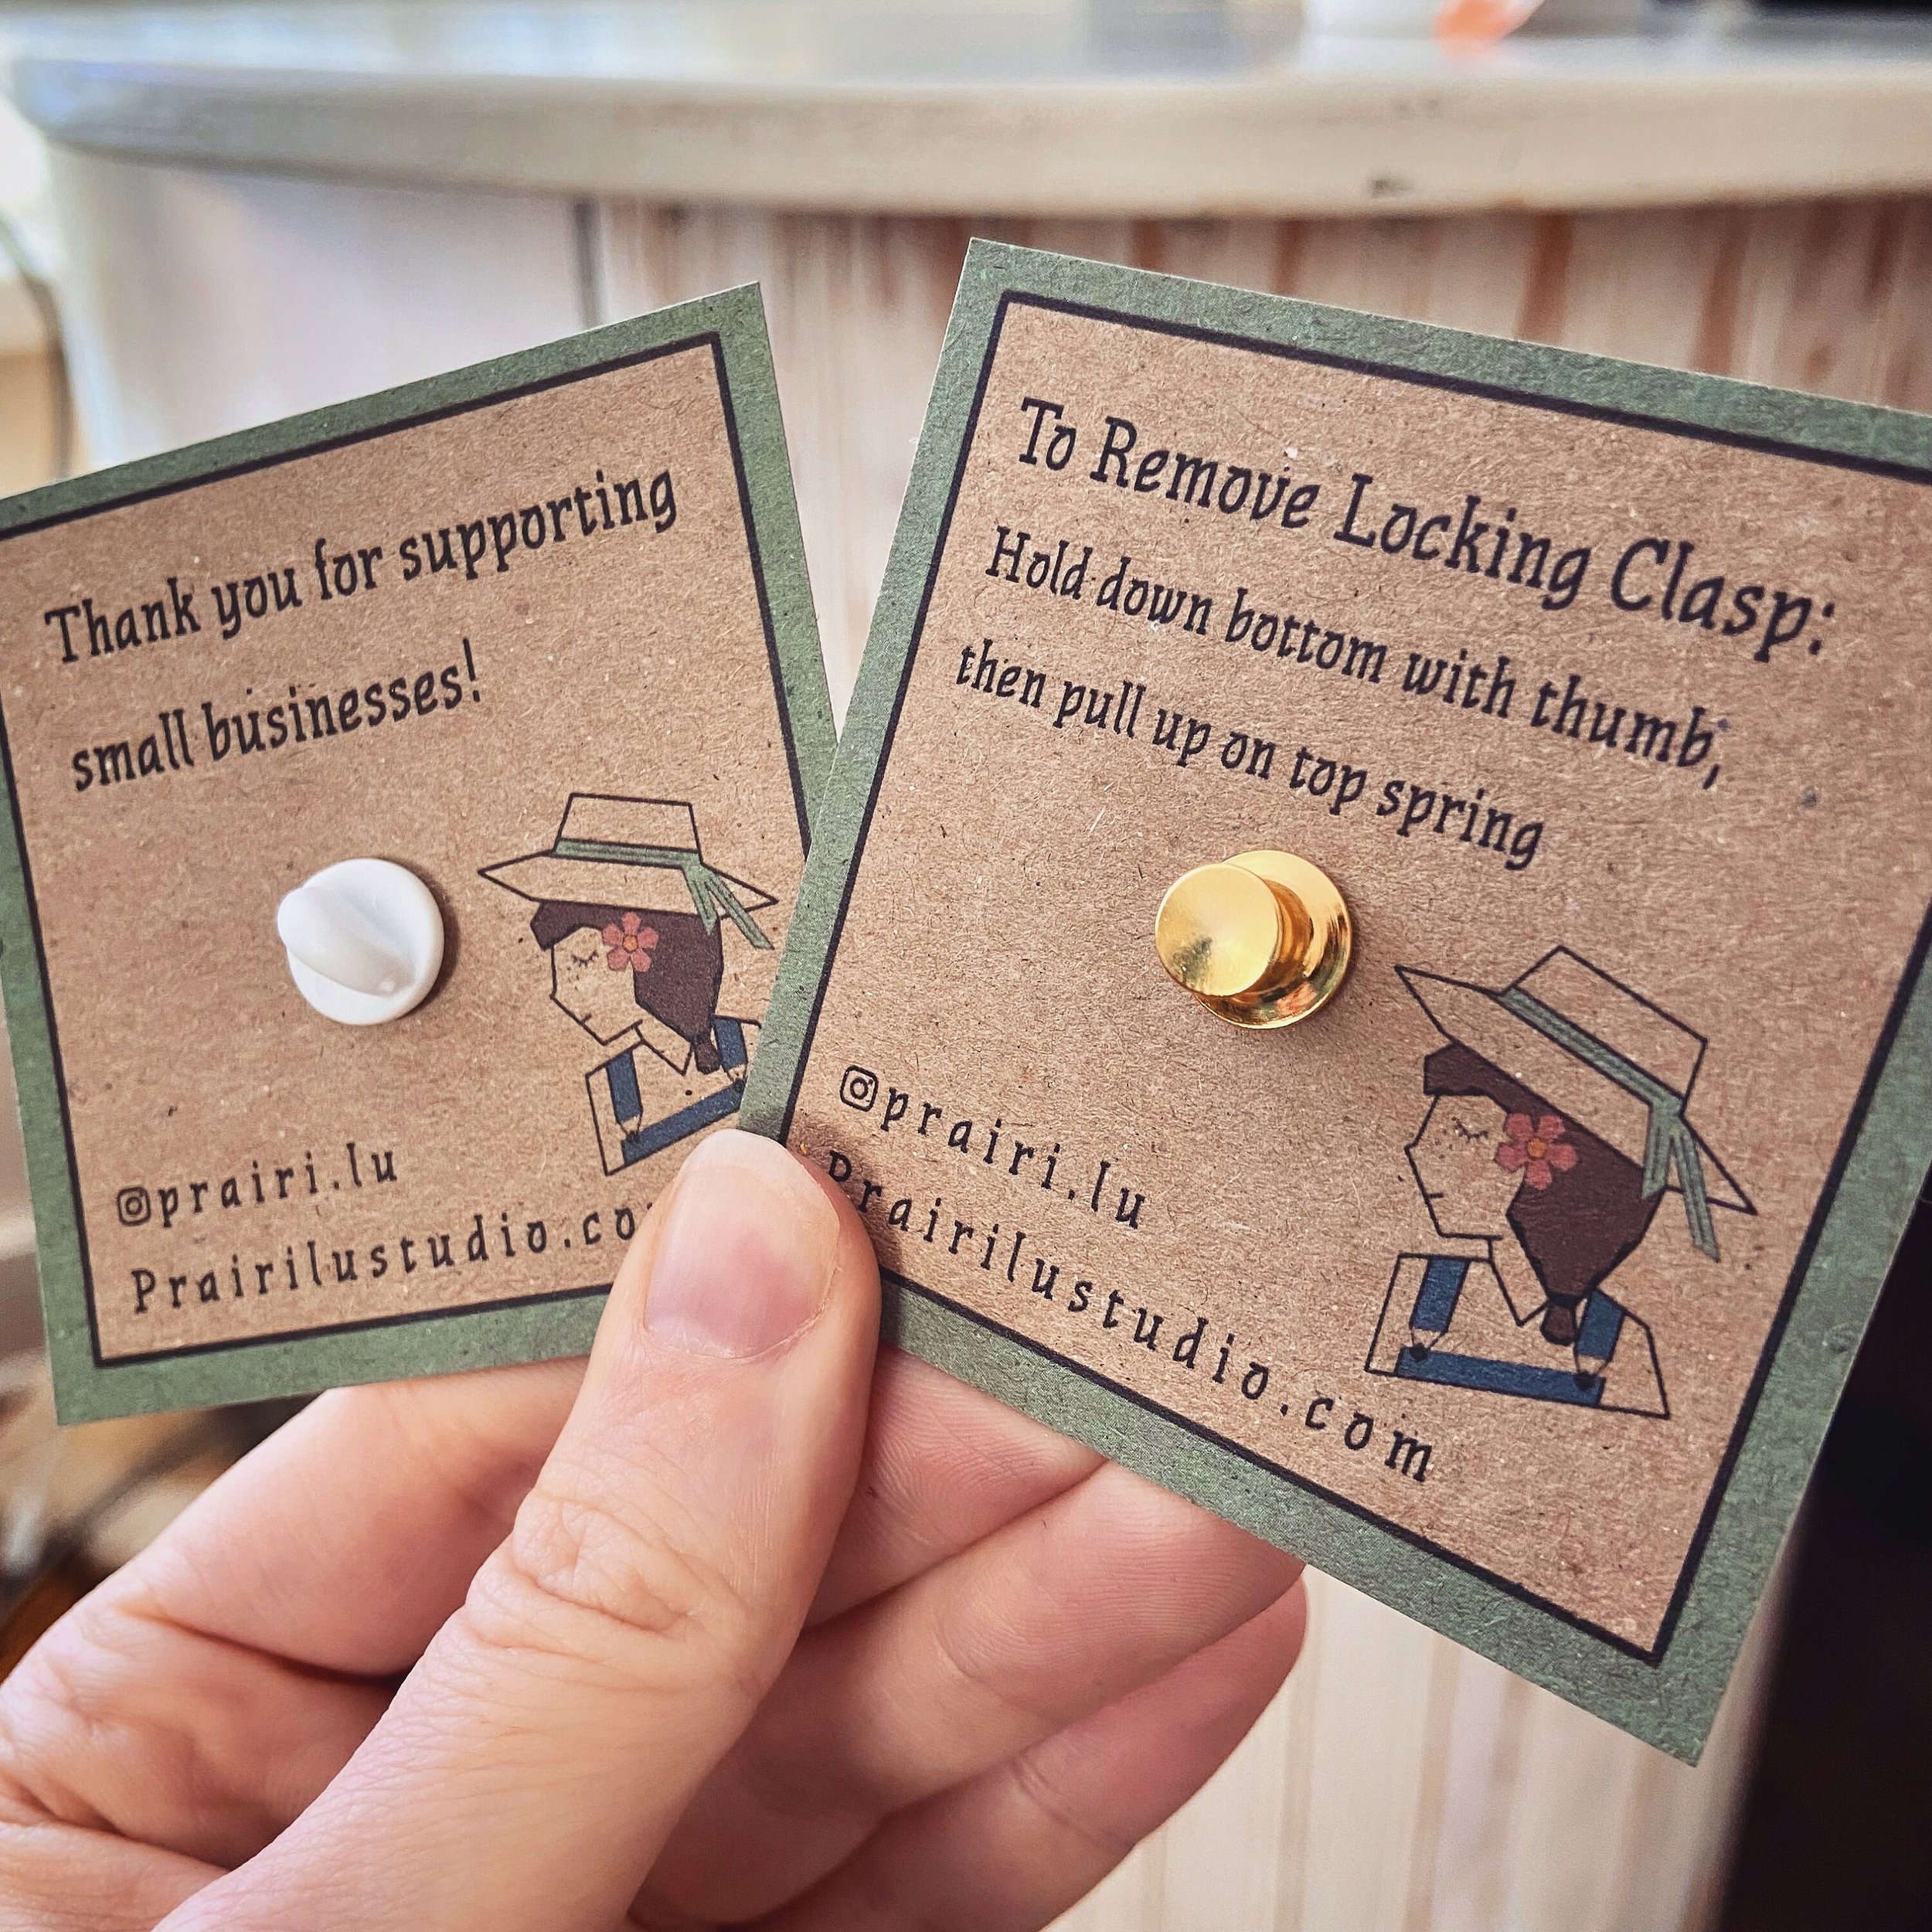 Thank you for supporting
small businesses!
@prairi.lu
Prairilustudio.co
To Remove Locking Clasp:
Hold down bottom with thumb,
then pull up on top spring
@prairi.lu
Prairilustudio.com